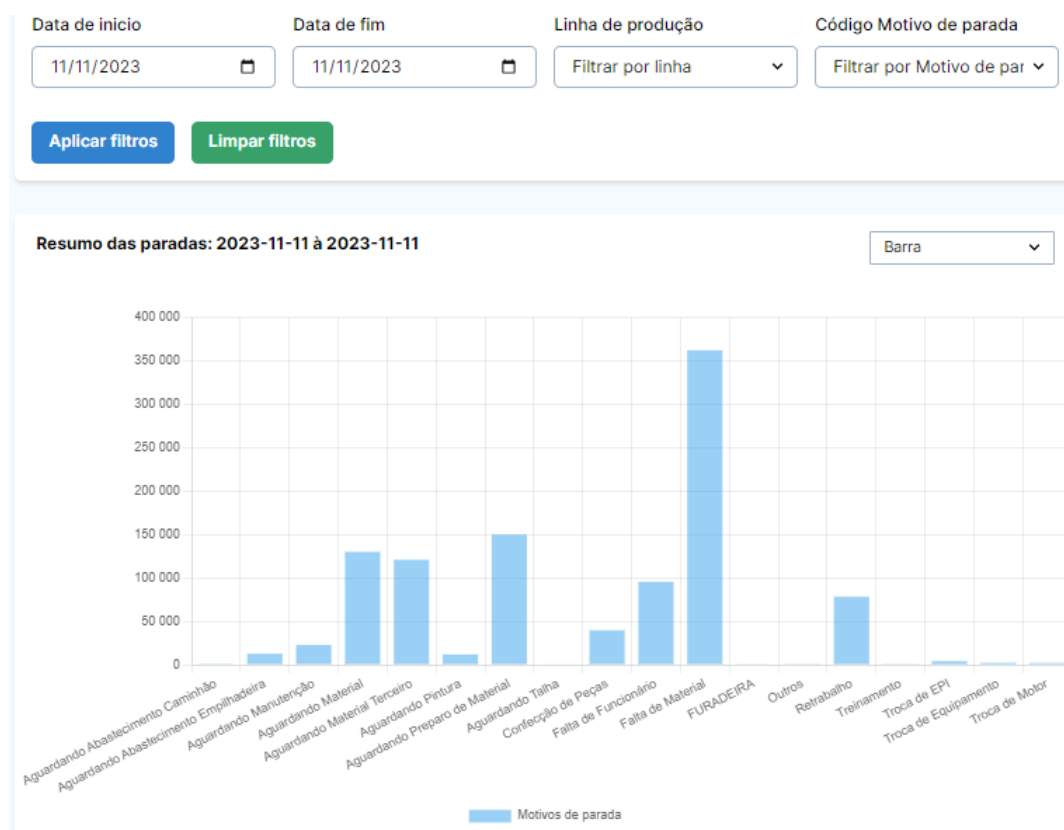 Data de inicio Data de fim Linha de produção Código Motivo de parada
11/11/2023 11/11/2023 Filtrar por linha Filtrar por Motivo de par
Aplicar filtros Limpar filtros
Resumo das paradas: 2023-11-11 à 2023-11-11 Barra
400 000
350 000
300 000
250 000
200 000
150 000
100 000
50 000
0
Aguardando Abastecimento Caminhão
Aguardando Abastecimento Empilhadeira
Aguardando Manutenção
Aguardando Material
Aguardando Material Terceiro
Aguardando Pintura
Aguardando Preparo de Material
Aguardando Talha
Confecção de Peças
Falta de Funcionário
Falta de Material
FURADEIRA
Outros
Retrabalho
Treinamento
Troca de EPI
Troca de Equipamento
Troca de Motor
Motivos de parada